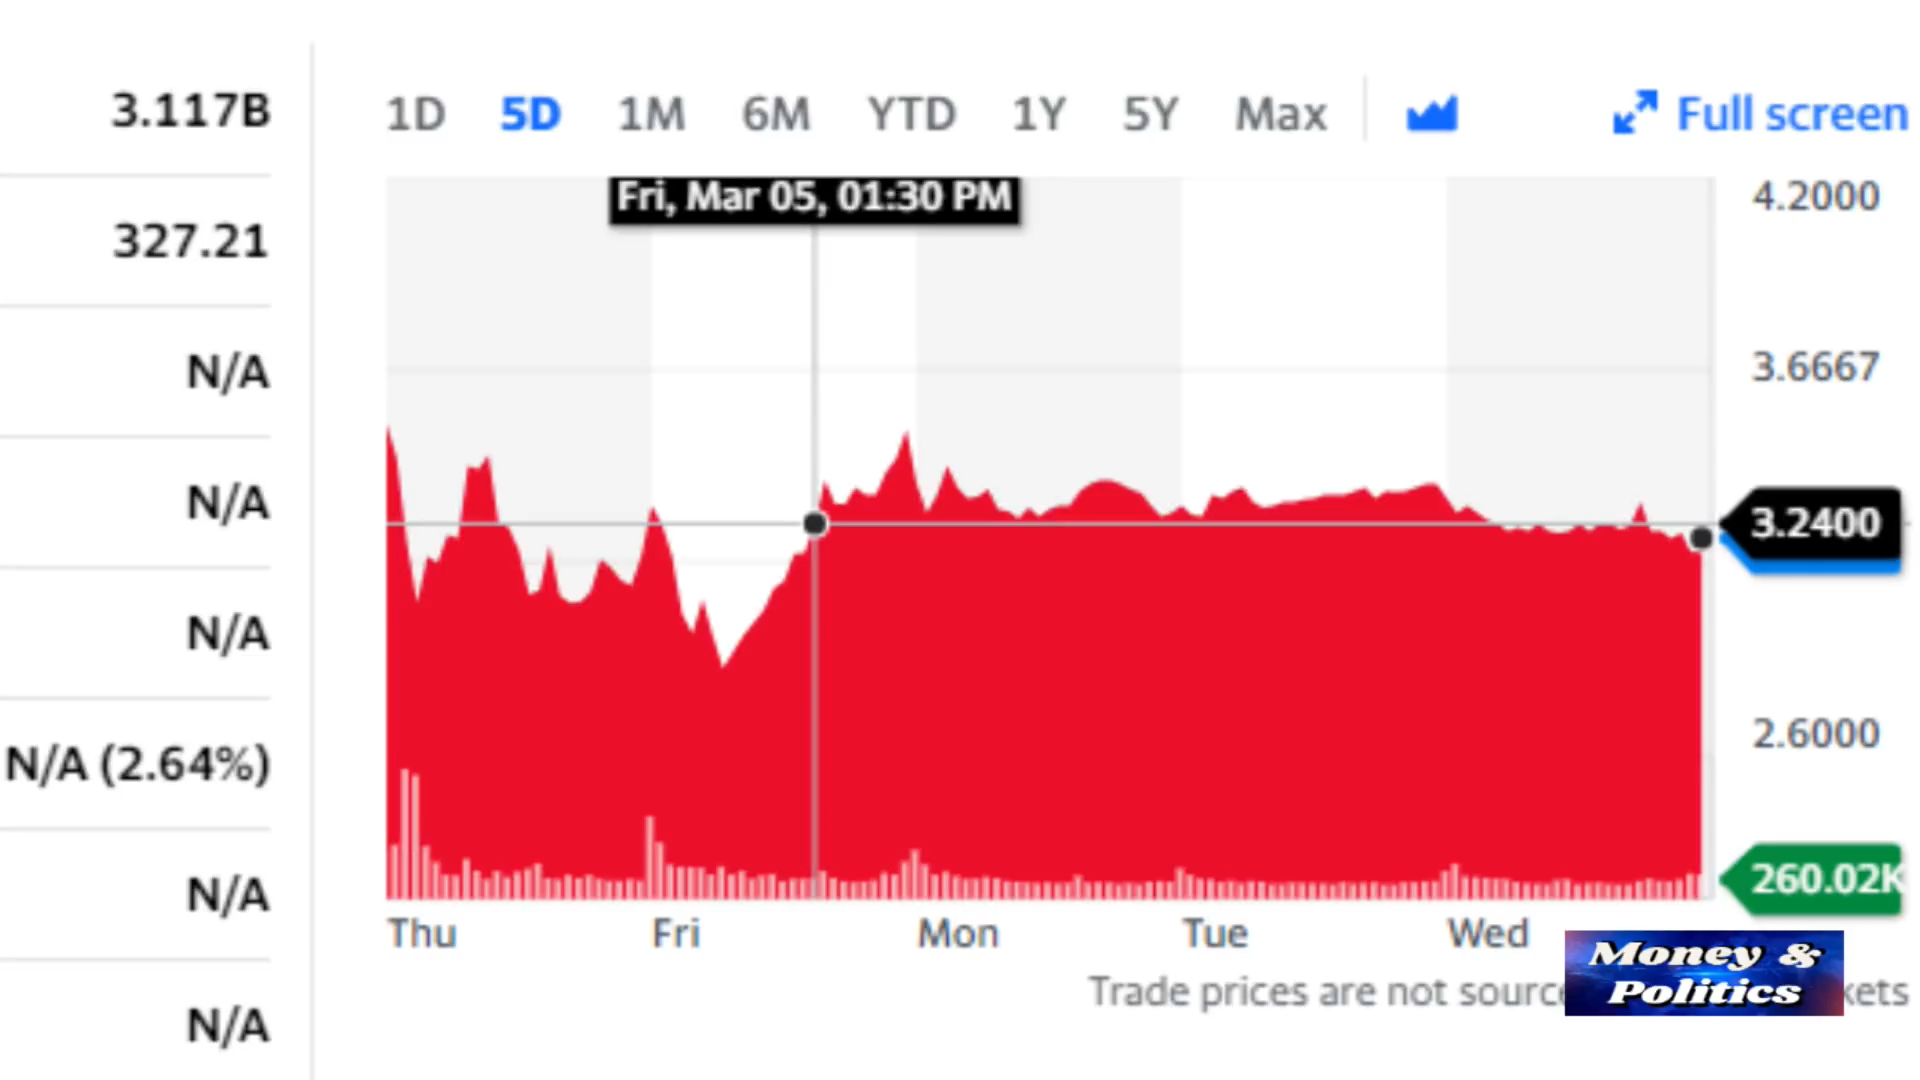 3.117B
327.21
N/A
N/A
N/A
N/A (2.64%)
N/A
N/A
1D 5D 1M 6M YTD 1Y 5Y Max Full screen
Fri, Mar 05, 01:30 PM
4.2000
3.6667
3.2400
2.6000
260.02K
Thu Fri Mon Tue Wed
Trade prices are not
Money &
Politics